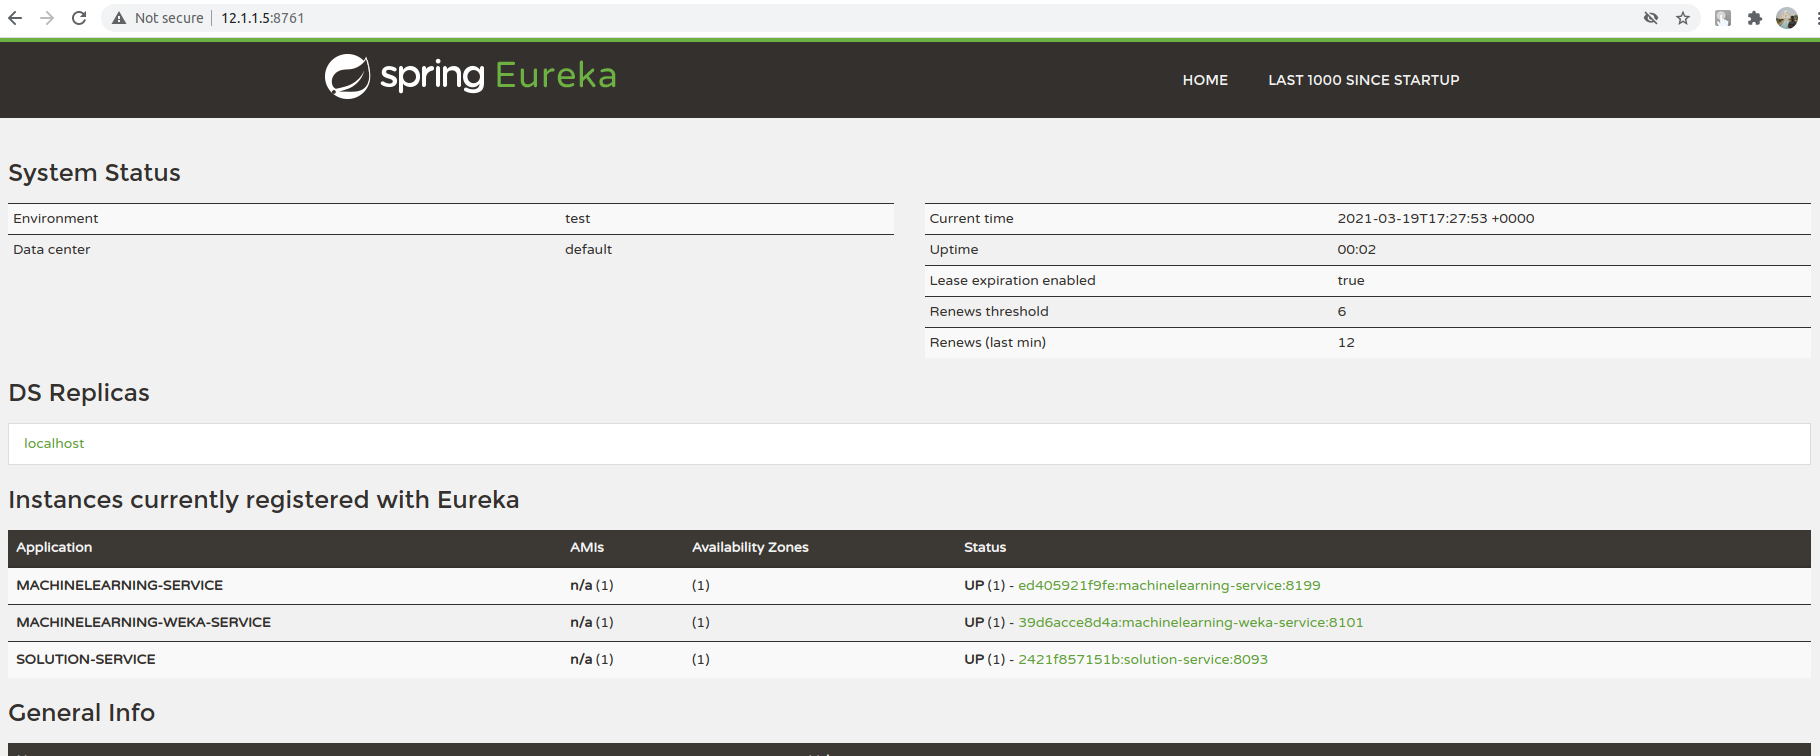 Not secure | 12.1.1.5:8761
spring Eureka
HOME LAST 1000 SINCE STARTUP
System Status
Environment test
Data center default
Current time 2021-03-19T17:27:53 +0000
Uptime 00:02
Lease expiration enabled true
Renews threshold 6
Renews (last min) 12
DS Replicas
localhost
Instances currently registered with Eureka
Application AMIs Availability Zones Status
MACHINELEARNING-SERVICE n/a (1) (1) UP (1) - ed405921f9fe:machinelearning-service:8199
MACHINELEARNING-WEKA-SERVICE n/a (1) (1) UP (1) - 39d6acce8d4a:machinelearning-weka-service:8101
SOLUTION-SERVICE n/a (1) (1) UP (1) - 2421f857151b:solution-service:8093
General Info